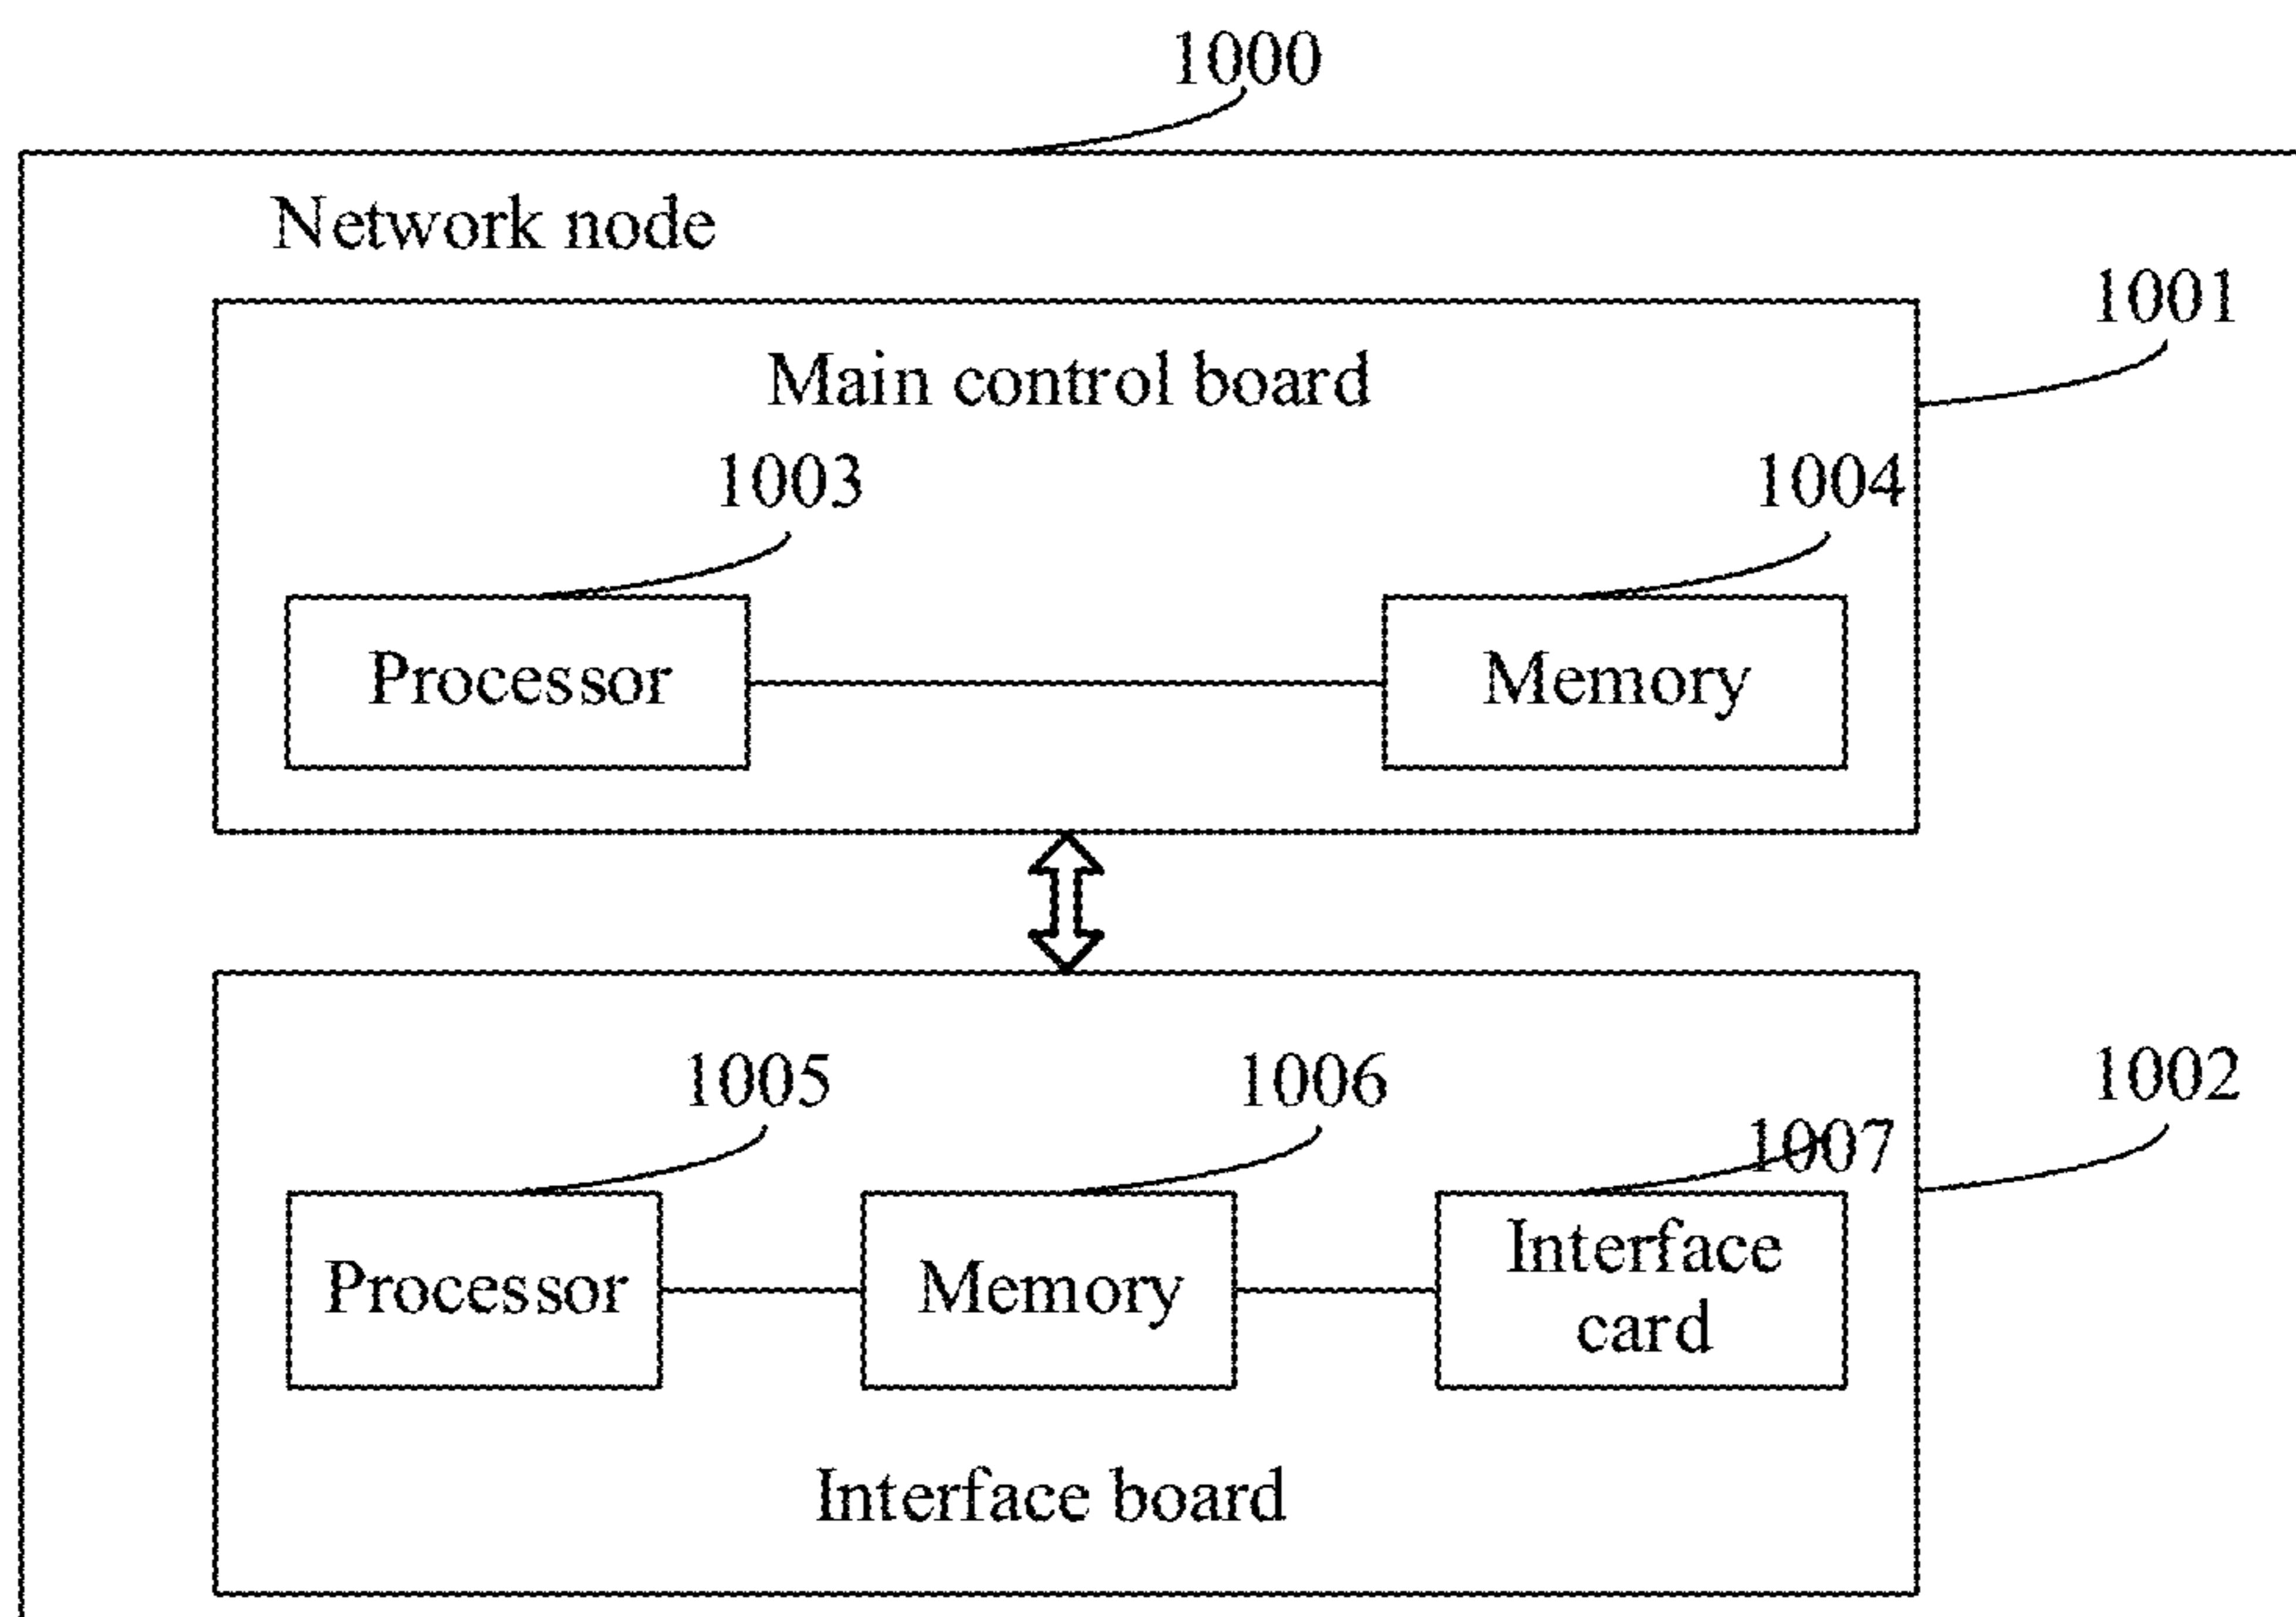 1000
Network node
1001
Main control board
1003
1004
Processor
Memory
1005
1006
1007
1002
Processor
Memory
Interface
card
Interface board